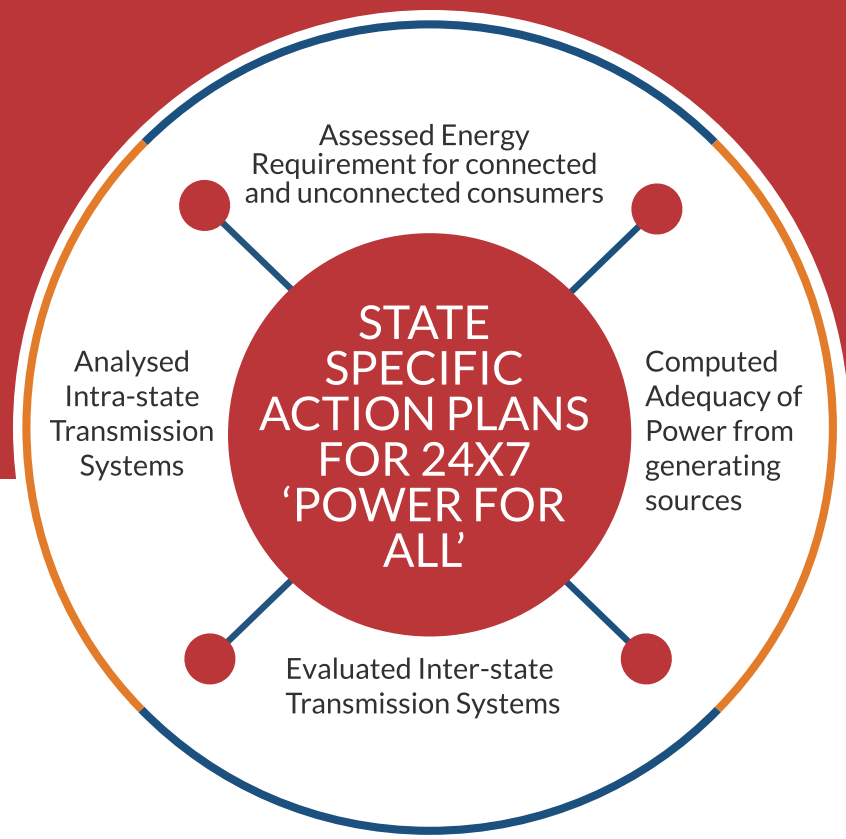 Assessed Energy
Requirement for connected
and unconnected consumers
STATE
SPECIFIC
ACTION PLANS
FOR 24X7
‘POWER FOR
ALL’
Analysed
Intra-state
Transmission
Systems
Computed
Adequacy of
Power from
generating
sources
Evaluated Inter-state
Transmission Systems